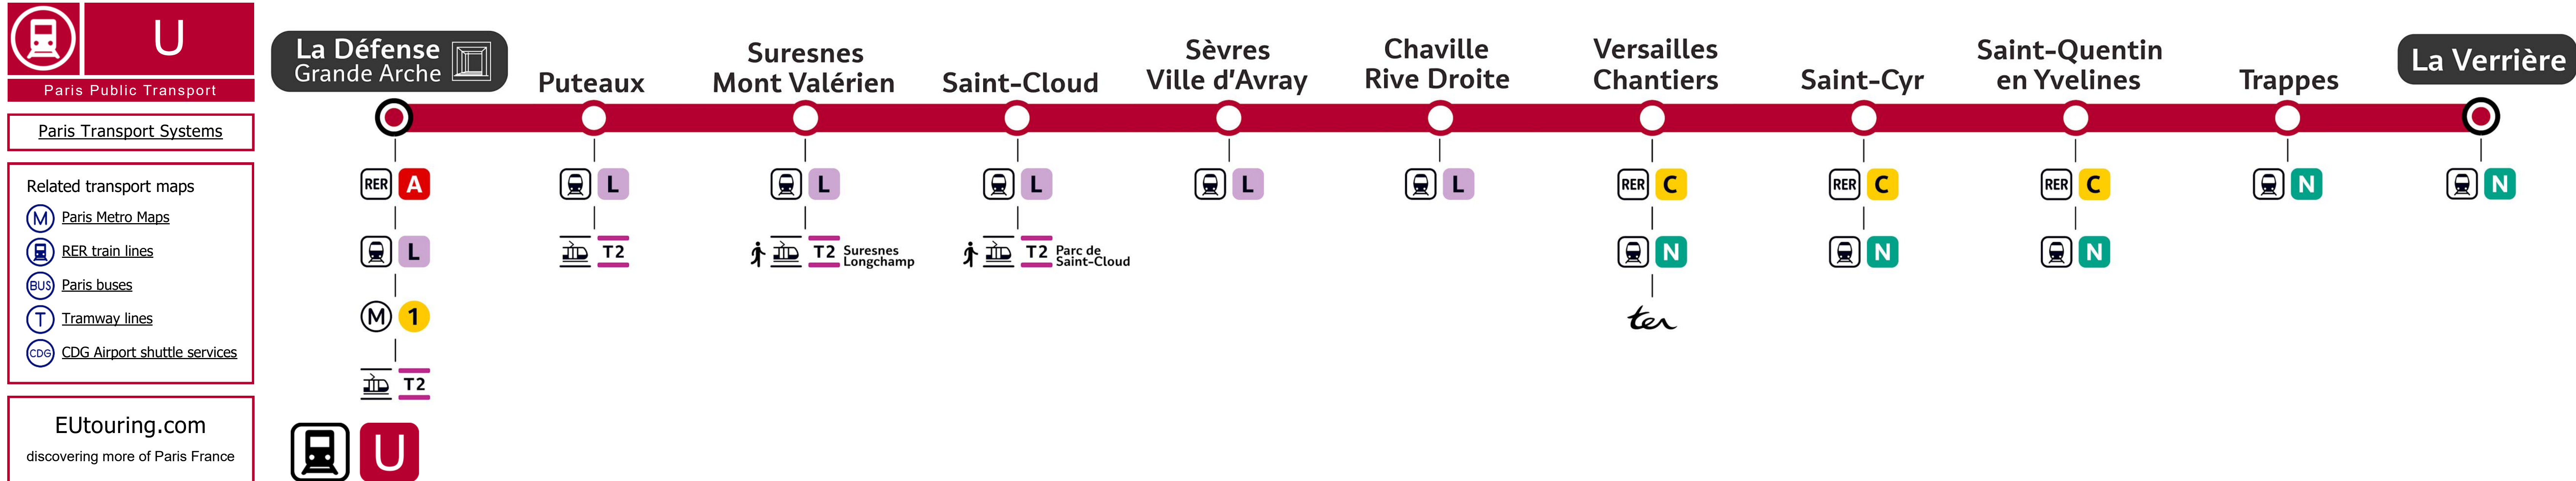 U
Paris Public Transport
Paris Transport Systems
Related transport maps
M Paris Metro Maps
RER train lines
BUS Paris buses
T Tramway lines
CDG CDG Airport shuttle services
EUtouring.com
discovering more of Paris France
La Défense
Grande Arche
RER A
L
M 1
T2
U
Puteaux
L
T2
Suresnes
Mont Valérien
L
T2 Suresnes
Longchamp
Saint-Cloud
L
T2 Parc de
Saint-Cloud
Sèvres
Ville d'Avray
L
Chaville
Rive Droite
L
Versailles
Chantiers
RER C
N
ter
Saint-Cyr
RER C
N
Saint-Quentin
en Yvelines
RER C
N
Trappes
N
La Verrière
N